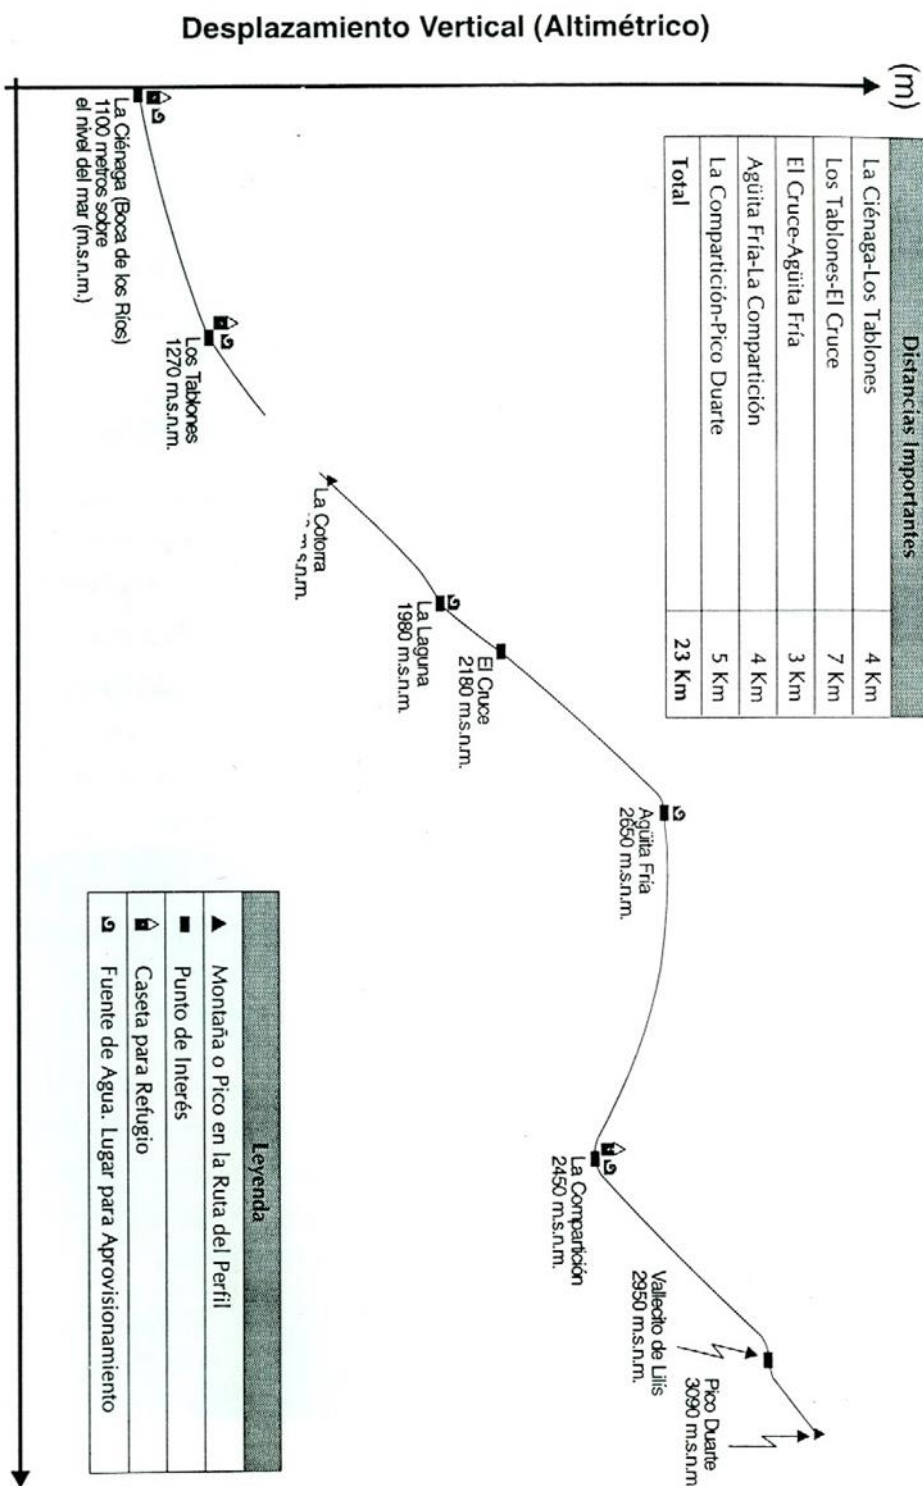 Desplazamiento Vertical (Altimétrico)
(m)
Distancias Importantes
La Ciénaga-Los Tablones 4 Km
Los Tablones-El Cruce 7 Km
El Cruce-Agüita Fría 3 Km
Agüita Fría-La Compartición 4 Km
La Compartición-Pico Duarte 5 Km
Total 23 Km
La Ciénaga (Boca de los Ríos)
1100 metros sobre
el nivel del mar (m.s.n.m.)
Los Tablones
1270 m.s.n.m.
La Cotorra
m.s.n.m.
La Laguna
1980 m.s.n.m.
El Cruce
2180 m.s.n.m.
Agüita Fría
2650 m.s.n.m.
La Compartición
2450 m.s.n.m.
Vallecito de Lilís
2950 m.s.n.m.
Pico Duarte
3090 m.s.n.m
Leyenda
Montaña o Pico en la Ruta del Perfil
Punto de Interés
Caseta para Refugio
Fuente de Agua. Lugar para Aprovisionamiento